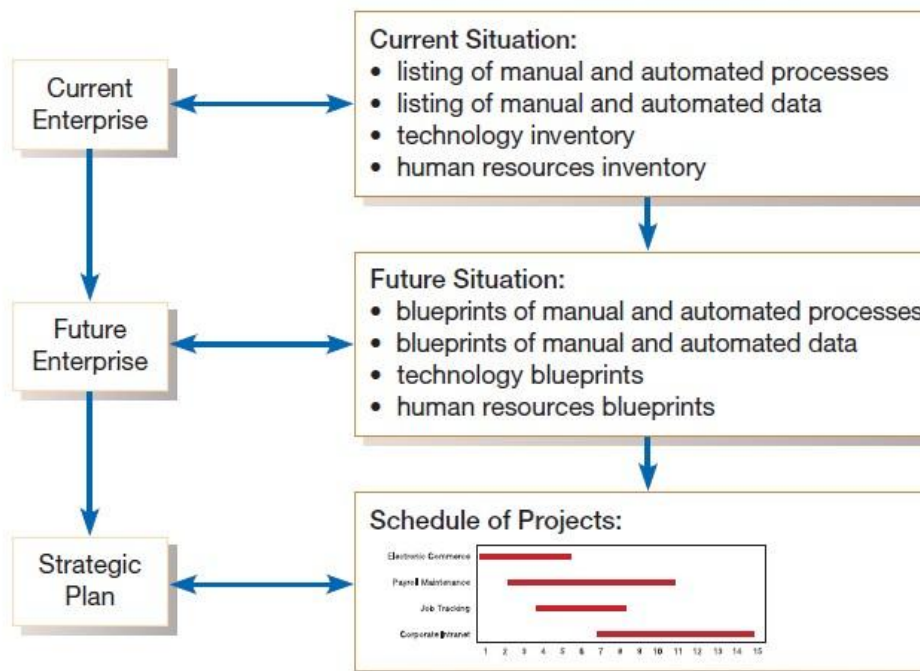 Current
Enterprise
Current Situation:
• listing of manual and automated processes
• listing of manual and automated data
• technology inventory
• human resources inventory
Future
Enterprise
Future Situation:
• blueprints of manual and automated processes
• blueprints of manual and automated data
• technology blueprints
• human resources blueprints
Strategic
Plan
Schedule of Projects:
Electronic Commerce
Payroll Maintenance
Job Tracking
Corporate Intranet
1 2 3 4 5 6 7 8 9 10 11 12 13 14 15